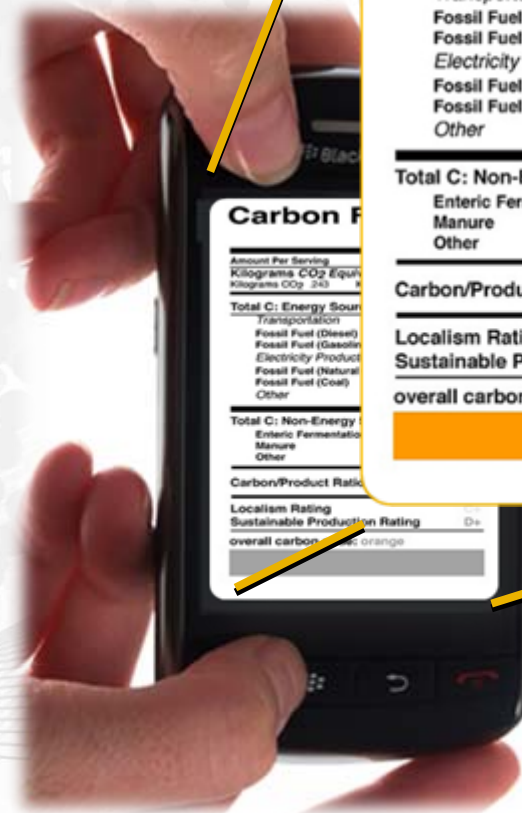 Fossil Fuel
Fossil Fuel
Electricity
Fossil Fuel
Fossil Fuel
Other
Total C: Non-
Enteric Fer
Manure
Other
Carbon/Produ
Localism Rati
Sustainable P
overall carbon
Carbon F
Amount Per Serving
Kilograms CO2 Equiv
Kilograms CO2 243
Total C: Energy Sour
Transportation
Fossil Fuel (Diesel)
Fossil Fuel (Gasolin
Electricity Product
Fossil Fuel (Natural
Fossil Fuel (Coal)
Other
Total C: Non-Energy
Enteric Fermentatio
Manure
Other
Carbon/Product Ratio
Localism Rating C+
Sustainable Production Rating D+
overall carbon orange